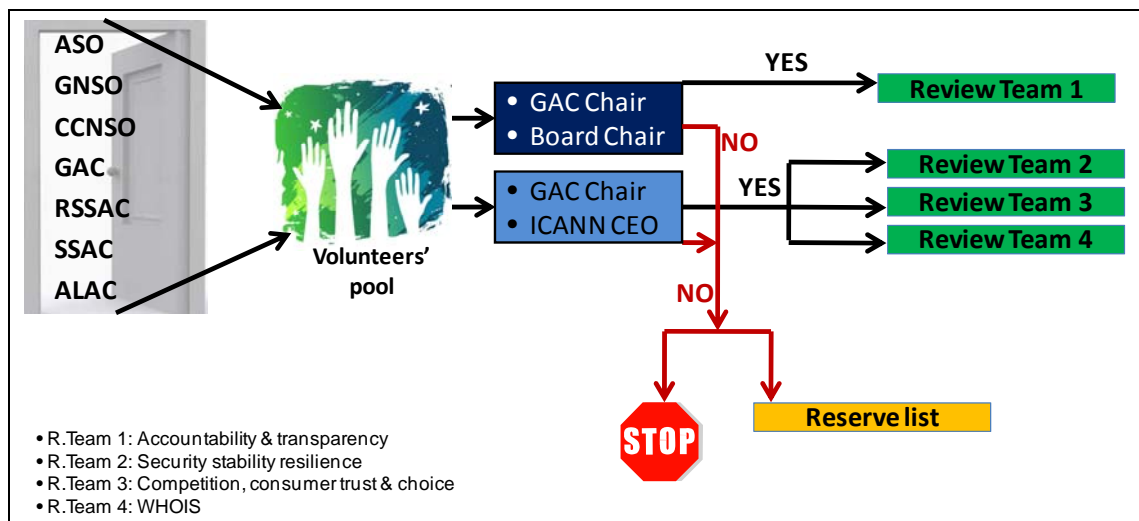 ASO
GNSO
CCNSO
GAC
RSSAC
SSAC
ALAC
Volunteers’
pool
• GAC Chair
• Board Chair
• GAC Chair
• ICANN CEO
YES
NO
YES
NO
Review Team 1
Review Team 2
Review Team 3
Review Team 4
STOP
Reserve list
• R.Team 1: Accountability & transparency
• R.Team 2: Security stability resilience
• R.Team 3: Competition, consumer trust & choice
• R.Team 4: WHOIS